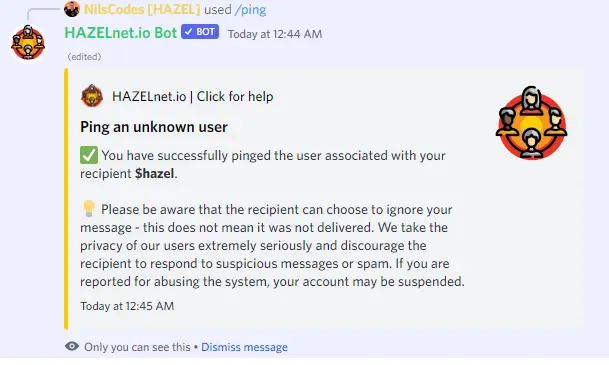 NilsCodes [HAZEL] used /ping
HAZELnet.io Bot ✓ BOT Today at 12:44 AM
(edited)
HAZELnet.io | Click for help
Ping an unknown user
✅ You have successfully pinged the user associated with your
recipient $hazel.
💡 Please be aware that the recipient can choose to ignore your
message - this does not mean it was not delivered. We take the
privacy of our users extremely seriously and discourage the
recipient to respond to suspicious messages or spam. If you are
reported for abusing the system, your account may be suspended.
Today at 12:45 AM
Only you can see this • Dismiss message